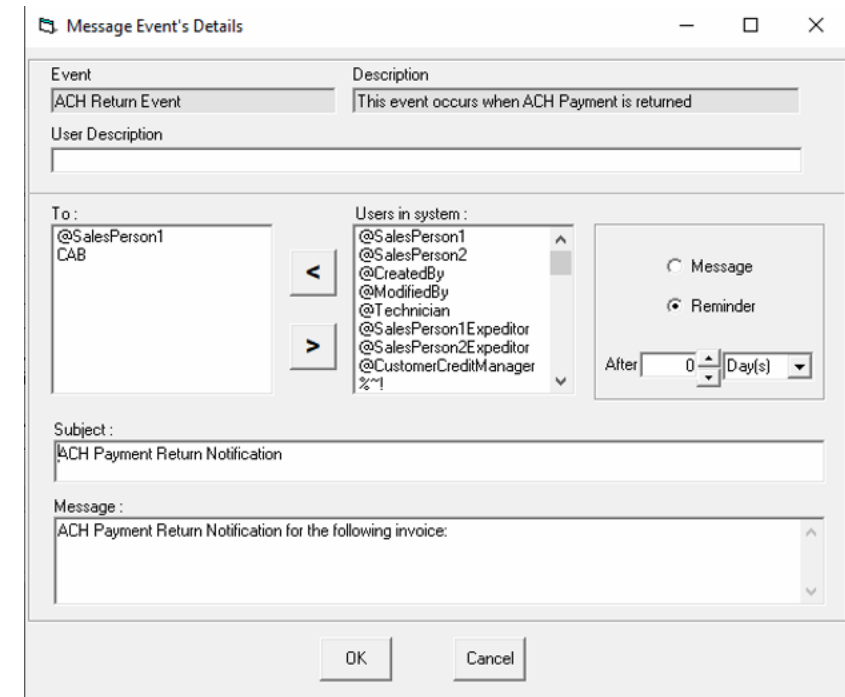 Message Event's Details
Event
Description
ACH Return Event
This event occurs when ACH Payment is returned
User Description
To :
Users in system :
@SalesPerson1
CAB
<
>
@SalesPerson1
@SalesPerson2
@CreatedBy
@ModifiedBy
@Technician
@SalesPerson1Expeditor
@SalesPerson2Expeditor
@CustomerCreditManager
%~!
Message
Reminder
After 0 Day(s)
Subject :
ACH Payment Return Notification
Message :
ACH Payment Return Notification for the following invoice:
OK
Cancel